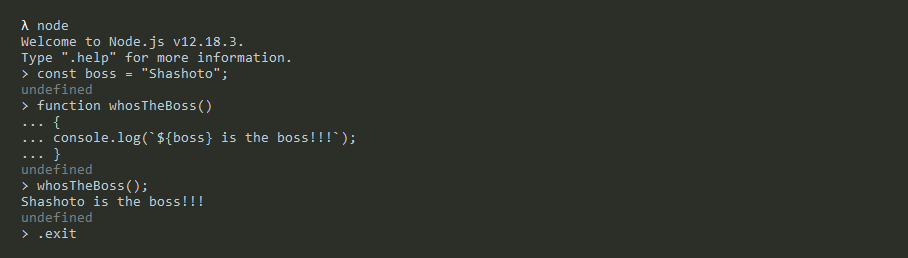 λ node
Welcome to Node.js v12.18.3.
Type ".help" for more information.
> const boss = "Shashoto";
undefined
> function whosTheBoss()
... {
... console.log(`${boss} is the boss!!!`);
... }
undefined
> whosTheBoss();
Shashoto is the boss!!!
undefined
> .exit